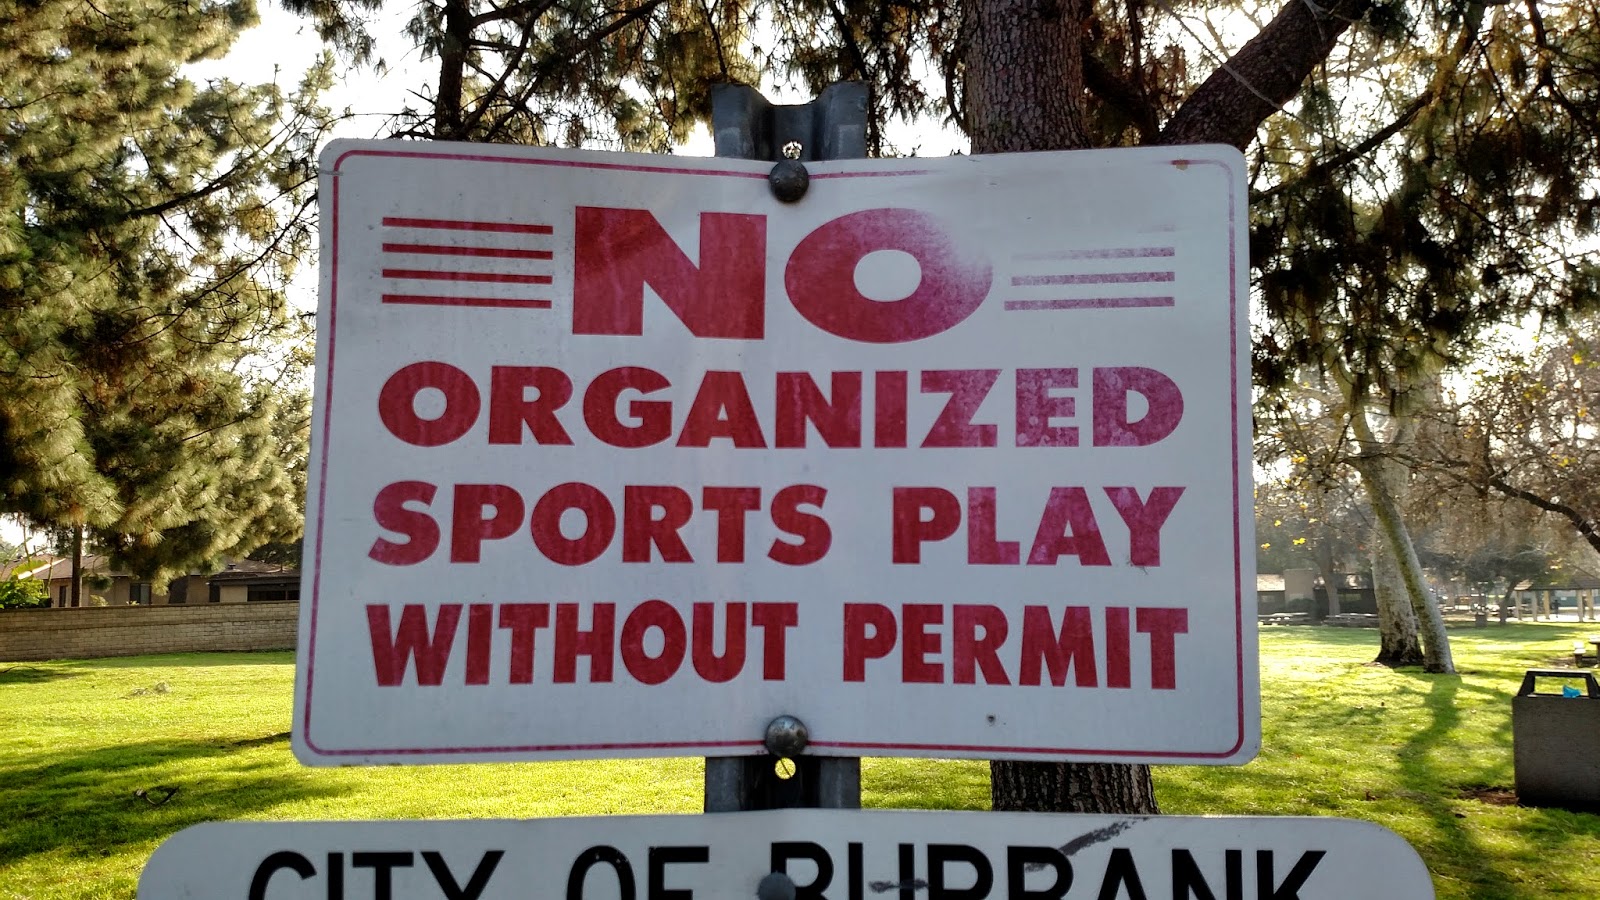 NO
ORGANIZED
SPORTS PLAY
WITHOUT PERMIT
CITY OF BURBANK